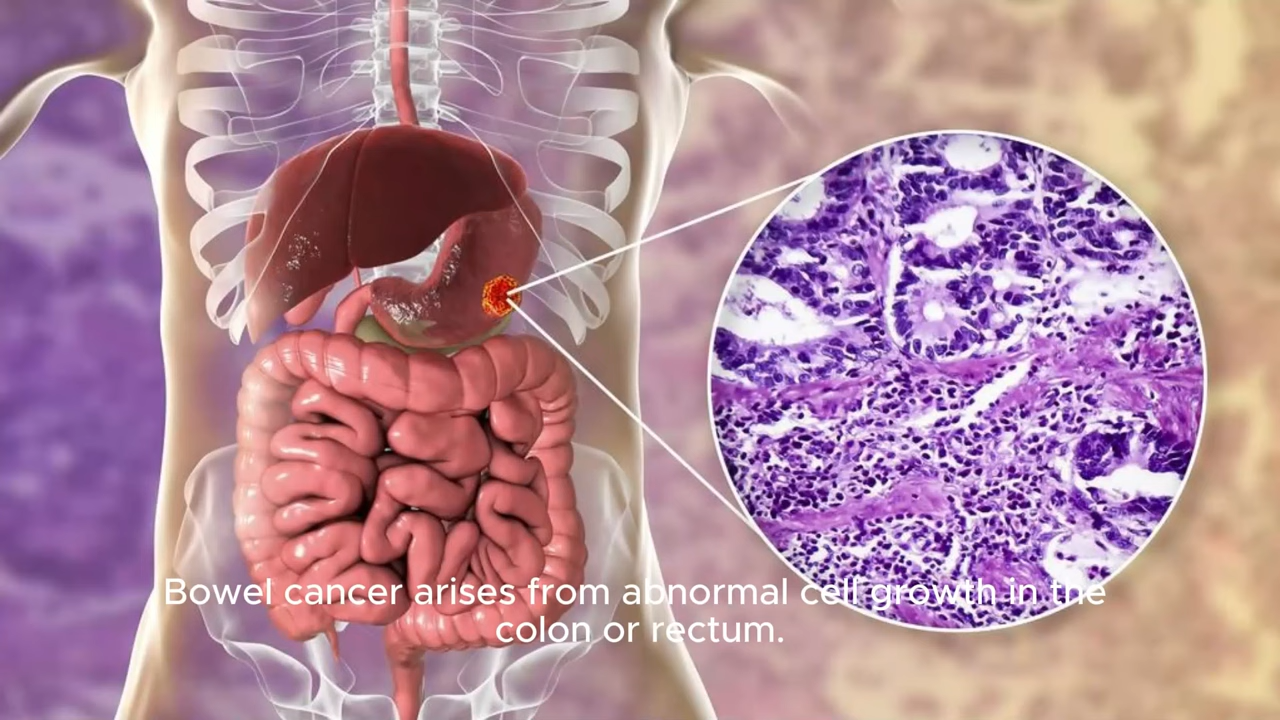 Bowel cancer arises from abnormal cell growth in the
colon or rectum.